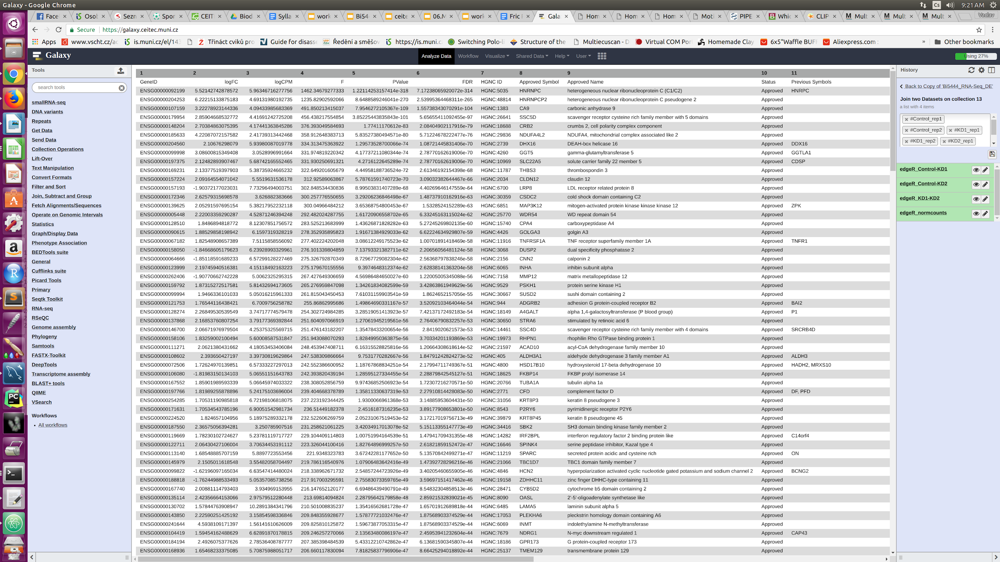 Galaxy - Google Chrome
Cs 9:21 AM
Facel Osob Sezn Spor CEIT Biod Sylla work Bi54 ceite 06.M work Fric Gala Hom Hom Hom Moti PIPE Whic CLIP Mult Mult Mult Vaclav
Secure https://galaxy.ceitec.muni.cz
Apps www.vscht.cz/ac is.muni.cz/el/143 Třináct cviků pro Guide for disasse Ředění a směšov https://is.muni.c Switching Polo-li Structure of the Multiecuscan - D Virtual COM Por Homemade Clay 6x5"Waffle BUF Aliexpress.com : » Other bookmarks
Galaxy Analyze Data Workflow Visualize Shared Data Help User Using 27%
Tools
search tools
smallRNA-seq
DNA variants
Repeats
Get Data
Send Data
Collection Operations
Lift-Over
Text Manipulation
Convert Formats
Filter and Sort
Join, Subtract and Group
Fetch Alignments/Sequences
Operate on Genomic Intervals
Statistics
Graph/Display Data
Phenotype Association
BEDTools suite
General
Cufflinks suite
Picard Tools
Primary
Seqtk Toolkit
RNA-seq
RSeQC
Genome assembly
Phylogeny
Samtools
FASTX-Toolkit
DeepTools
Transcriptome assembly
BLAST+ tools
QIIME
VSearch
Workflows
All workflows
1 2 3 4 5 6 7 8 9 10 11
GeneID logFC logCPM F PValue FDR HGNC ID Approved Symbol Approved Name Status Previous Symbols
ENSG00000092199 5.52142742878572 5.96346716277756 1462.34679277333 1.22114253157414e-318 7.17238065920072e-314 HGNC:5035 HNRNPC heterogeneous nuclear ribonucleoprotein C (C1/C2) Approved HNRPC
ENSG00000204253 6.22215133875183 4.69131980192735 1235.82902592066 8.6488589246041e-270 2.53995364468311e-265 HGNC:48814 HNRNPCP2 heterogeneous nuclear ribonucleoprotein C pseudogene 2 Approved
ENSG00000107159 3.22278923144336 4.09433985683369 491.850213415037 7.9546272105367e-109 1.55738343070291e-104 HGNC:1383 CA9 carbonic anhydrase 9 Approved
ENSG00000179954 2.85904668532772 4.41691242725208 456.438217554854 3.85225443835843e-101 5.65655411092455e-97 HGNC:26641 SSC5D scavenger receptor cysteine rich family member with 5 domains Approved
ENSG00000148204 2.70384863075395 4.17441363845286 376.393049584693 1.77411170612e-83 2.08404902117916e-79 HGNC:18688 CRB2 crumbs 2, cell polarity complex component Approved
ENSG00000185633 4.22087072157582 2.41739313442468 358.912648383713 5.83527380494571e-80 5.71224678222477e-76 HGNC:29836 NDUFA4L2 NDUFA4, mitochondrial complex associated like 2 Approved
ENSG00000204560 2.10676298079 5.93980087019778 334.313475363922 1.29573528700066e-74 1.08721445831406e-70 HGNC:2739 DHX16 DEAH-box helicase 16 Approved DDX16
ENSG00000099998 3.08600815349408 3.0528996991664 331.974819220342 4.17737211080344e-74 2.78770162619006e-70 HGNC:4260 GGT5 gamma-glutamyltransferase 5 Approved GGTLA1
ENSG00000197375 2.12482893907467 5.68742165552465 331.930250691321 4.2716122645289e-74 2.78770162619006e-70 HGNC:10969 SLC22A5 solute carrier family 22 member 5 Approved CDSP
ENSG00000169231 2.13377519397903 5.38735924665232 322.649201605679 4.44958188736524e-72 2.61346192154398e-68 HGNC:11787 THBS3 thrombospondin 3 Approved
ENSG00000157224 2.09164554071042 5.5519631536178 312.92589063867 5.78761591740723e-70 3.09032382644467e-66 HGNC:2034 CLDN12 claudin 12 Approved
ENSG00000157193 -1.90372177023031 7.73296494003751 302.848534430836 8.99503831407289e-68 4.40269646147559e-64 HGNC:6700 LRP8 LDL receptor related protein 8 Approved
ENSG00000172346 2.62579315698578 3.626882383666 300.257776550655 3.29206236846498e-67 1.48737910162916e-63 HGNC:30359 CSDC2 cold shock domain containing C2 Approved
ENSG00000139625 2.05291597695154 5.38217952232118 300.04966484212 3.65368754800453e-67 1.5328524152289e-63 HGNC:6851 MAP3K12 mitogen-activated protein kinase kinase kinase 12 Approved ZPK
ENSG00000005448 2.22003359290287 4.52871246394248 292.482024287755 1.61720906558702e-65 6.33245163115024e-62 HGNC:25770 WDR54 WD repeat domain 54 Approved
ENSG00000128510 1.8486894818772 8.12307851756572 283.525213683999 1.43626871828282e-63 5.27245269802135e-60 HGNC:15740 CPA4 carboxypeptidase A4 Approved
ENSG00000090615 1.88529858198942 6.1597319328219 278.352935895823 1.91671384929033e-62 6.62224634929807e-59 HGNC:4426 GOLGA3 golgin A3 Approved
ENSG00000067182 1.82548908657389 7.5115858556092 277.402224202048 3.08612249175523e-62 1.00701891418469e-58 HGNC:11916 TNFRSF1A TNF receptor superfamily member 1A Approved TNFR1
ENSG00000158050 -1.84668605179623 6.23928993329961 276.101339804859 7.13793321382711e-62 2.20656056481124e-58 HGNC:3068 DUSP2 dual specificity phosphatase 2 Approved
ENSG00000064666 -1.85118591689233 6.57299128227469 275.326792870349 8.72967729082304e-62 2.56368797838246e-58 HGNC:2156 CNN2 calponin 2 Approved
ENSG00000123999 2.19745940516381 4.15118492163223 275.179670155556 9.3974648312374e-62 2.62838141363204e-58 HGNC:6065 INHA inhibin subunit alpha Approved
ENSG00000262406 -1.90770662742228 5.0062325295315 267.427649306659 4.56986484650027e-60 1.22005005345088e-56 HGNC:7158 MMP12 matrix metallopeptidase 12 Approved
ENSG00000159792 1.87315272517581 5.81432694173605 265.276959847098 1.34261834082599e-59 3.42863861949629e-56 HGNC:9529 PSKH1 protein serine kinase H1 Approved
ENSG00000099994 1.9466336101033 5.05016215961333 261.815043450453 7.61031159903541e-59 1.8624652157056e-55 HGNC:30667 SUSD2 sushi domain containing 2 Approved
ENSG00000121753 1.76544116438421 6.7009756258782 255.86862995686 1.49864690331167e-57 3.52092103464044e-54 HGNC:944 ADGRB2 adhesion G protein-coupled receptor B2 Approved BAI2
ENSG00000128274 2.26849530539549 3.74717774579478 254.302724984285 3.28519051413923e-57 7.42137172492183e-54 HGNC:18149 A4GALT alpha 1,4-galactosyltransferase (P blood group) Approved P1
ENSG00000137868 2.16853760807254 3.79177369392844 251.604097066919 1.27061945219561e-56 2.76406790832257e-53 HGNC:30650 STRA6 stimulated by retinoic acid 6 Approved
ENSG00000146700 2.06671976979504 4.25375325569715 251.476143182207 1.35478433200654e-56 2.8419020621573e-53 HGNC:14461 SSC4D scavenger receptor cysteine rich family member with 4 domains Approved SRCRB4D
ENSG00000158106 1.83259002100494 5.60008587531847 251.943088070293 1.82849950363875e-56 3.70334201193869e-53 HGNC:19973 RHPN1 rhophilin Rho GTPase binding protein 1 Approved
ENSG00000111271 2.0621380431662 4.18053453406084 248.453947408711 6.16315528825816e-56 1.20664308618614e-52 HGNC:21597 ACAD10 acyl-CoA dehydrogenase family member 10 Approved
ENSG00000108602 2.393650427197 3.39730819629864 247.538309866664 9.7531770282667e-56 1.84791242824273e-52 HGNC:405 ALDH3A1 aldehyde dehydrogenase 3 family member A1 Approved ALDH3
ENSG00000072506 1.72624970139851 6.57333227297013 242.552386600952 1.18767868834251e-54 2.17994711749367e-51 HGNC:4800 HSD17B10 hydroxysteroid 17-beta dehydrogenase 10 Approved HADH2, MRXS10
ENSG00000106080 -1.81983150134103 5.06551151643783 242.393820439194 1.28595127334455e-54 2.28879842545127e-51 HGNC:18625 FKBP14 FKBP prolyl isomerase 14 Approved
ENSG00000167552 1.85901989593339 5.06645974033322 238.308052856759 9.97436852506923e-54 1.72307216270571e-50 HGNC:20766 TUBA1A tubulin alpha 1a Approved
ENSG00000197766 1.81989255878896 5.24175103696004 239.404668378789 1.35811330637319e-53 2.27910814428083e-50 HGNC:2771 CFD complement factor D Approved DF, PFD
ENSG00000254285 1.70531190985818 6.72198106818075 237.223192344425 1.9300066961368e-53 3.14885953604431e-50 HGNC:31056 KRT8P3 keratin 8 pseudogene 3 Approved
ENSG00000171631 1.70534543785196 6.90051542981734 236.51449182378 2.4516187316235e-53 3.89177908653801e-50 HGNC:8543 P2RY6 pyrimidinergic receptor P2Y6 Approved
ENSG00000224520 1.824657104956 5.18975289332178 232.522606269759 2.05231067519453e-52 3.17217019756713e-49 HGNC:39879 KRT8P45 keratin 8 pseudogene 45 Approved
ENSG00000187550 2.36575056394281 3.250785907516 231.258621061225 3.42034917013078e-52 5.15113355147773e-49 HGNC:34416 SBK2 SH3 domain binding kinase family member 2 Approved
ENSG00000119669 1.78230102724627 5.23781119717727 229.104409114803 1.00751994164539e-51 1.47941709431355e-48 HGNC:14282 IRF2BPL interferon regulatory factor 2 binding protein like Approved C14orf4
ENSG00000122711 2.06430427106004 3.70634453191112 223.326044100416 1.82764896999257e-50 2.61821859152472e-47 HGNC:16646 SPINK4 serine peptidase inhibitor, Kazal type 4 Approved
ENSG00000113140 1.68548885707159 5.8897723553456 221.9348323783 3.67242281177652e-50 5.13570842499271e-47 HGNC:11219 SPARC secreted protein acidic and cysteine rich Approved ON
ENSG00000145979 2.1505011618548 3.55482058704497 219.786116540976 1.07906483642416e-49 1.47392728296216e-46 HGNC:21066 TBC1D7 TBC1 domain family member 7 Approved
ENSG00000099822 -1.62196097165034 6.63547414480024 218.338962671732 2.54857244723926e-49 3.40205460655905e-46 HGNC:4846 HCN2 hyperpolarization activated cyclic nucleotide gated potassium and sodium channel 2 Approved BCNG2
ENSG00000188818 -1.76244988533493 5.05357085738256 217.917003295591 2.75583073359765e-49 3.59697151417462e-46 HGNC:19158 ZDHHC11 zinc finger DHHC-type containing 11 Approved
ENSG00000167740 2.00881114793403 3.934969153955 216.147652120177 6.69486439490791e-49 8.54832304858513e-46 HGNC:28471 CYB5D2 cytochrome b5 domain containing 2 Approved
ENSG00000135114 2.42356664153066 2.97579512280448 213.69814094824 2.28795642179858e-48 2.85921532839021e-45 HGNC:8090 OASL 2'-5'-oligoadenylate synthetase like Approved
ENSG00000130702 1.57844763908947 10.2891384341796 210.501008835237 1.35416562681728e-47 1.65701912689818e-44 HGNC:6485 LAMA5 laminin subunit alpha 5 Approved
ENSG00000143850 2.22590251425192 3.15854598336846 209.848355928677 1.57877721032476e-47 1.87568903374529e-44 HGNC:17053 PLEKHA6 pleckstrin homology domain containing A6 Approved
ENSG00000241644 4.5938109171397 1.56141610626009 209.825810125872 1.59673877053315e-47 1.87568903374529e-44 HGNC:6069 INMT indolethylamine N-methyltransferase Approved
ENSG00000104419 1.59454162488629 6.62891870178815 209.246257270066 2.13563480086197e-47 2.45953941232604e-44 HGNC:7679 NDRG1 N-myc downstream regulated 1 Approved CAP43
ENSG00000184194 2.4926075377626 2.78536408787777 207.385398484539 5.43312210742862e-47 6.13681590345807e-44 HGNC:18186 GPR173 G protein-coupled receptor 173 Approved
ENSG00000168936 1.65468233375085 5.70875988051717 206.660117830094 7.81825837796906e-47 8.66425294018892e-44 HGNC:25137 TMEM129 transmembrane protein 129 Approved
History
Back to Copy of 'Bi5444_RNA-Seq_DE'
Join two Datasets on collection 13
a list with 4 items
#Control_rep1
#Control_rep2 #KD1_rep1
#KD1_rep2 #KD2_rep1
edgeR_Control-KD1
edgeR_Control-KD2
edgeR_KD1-KD2
edgeR_normcounts